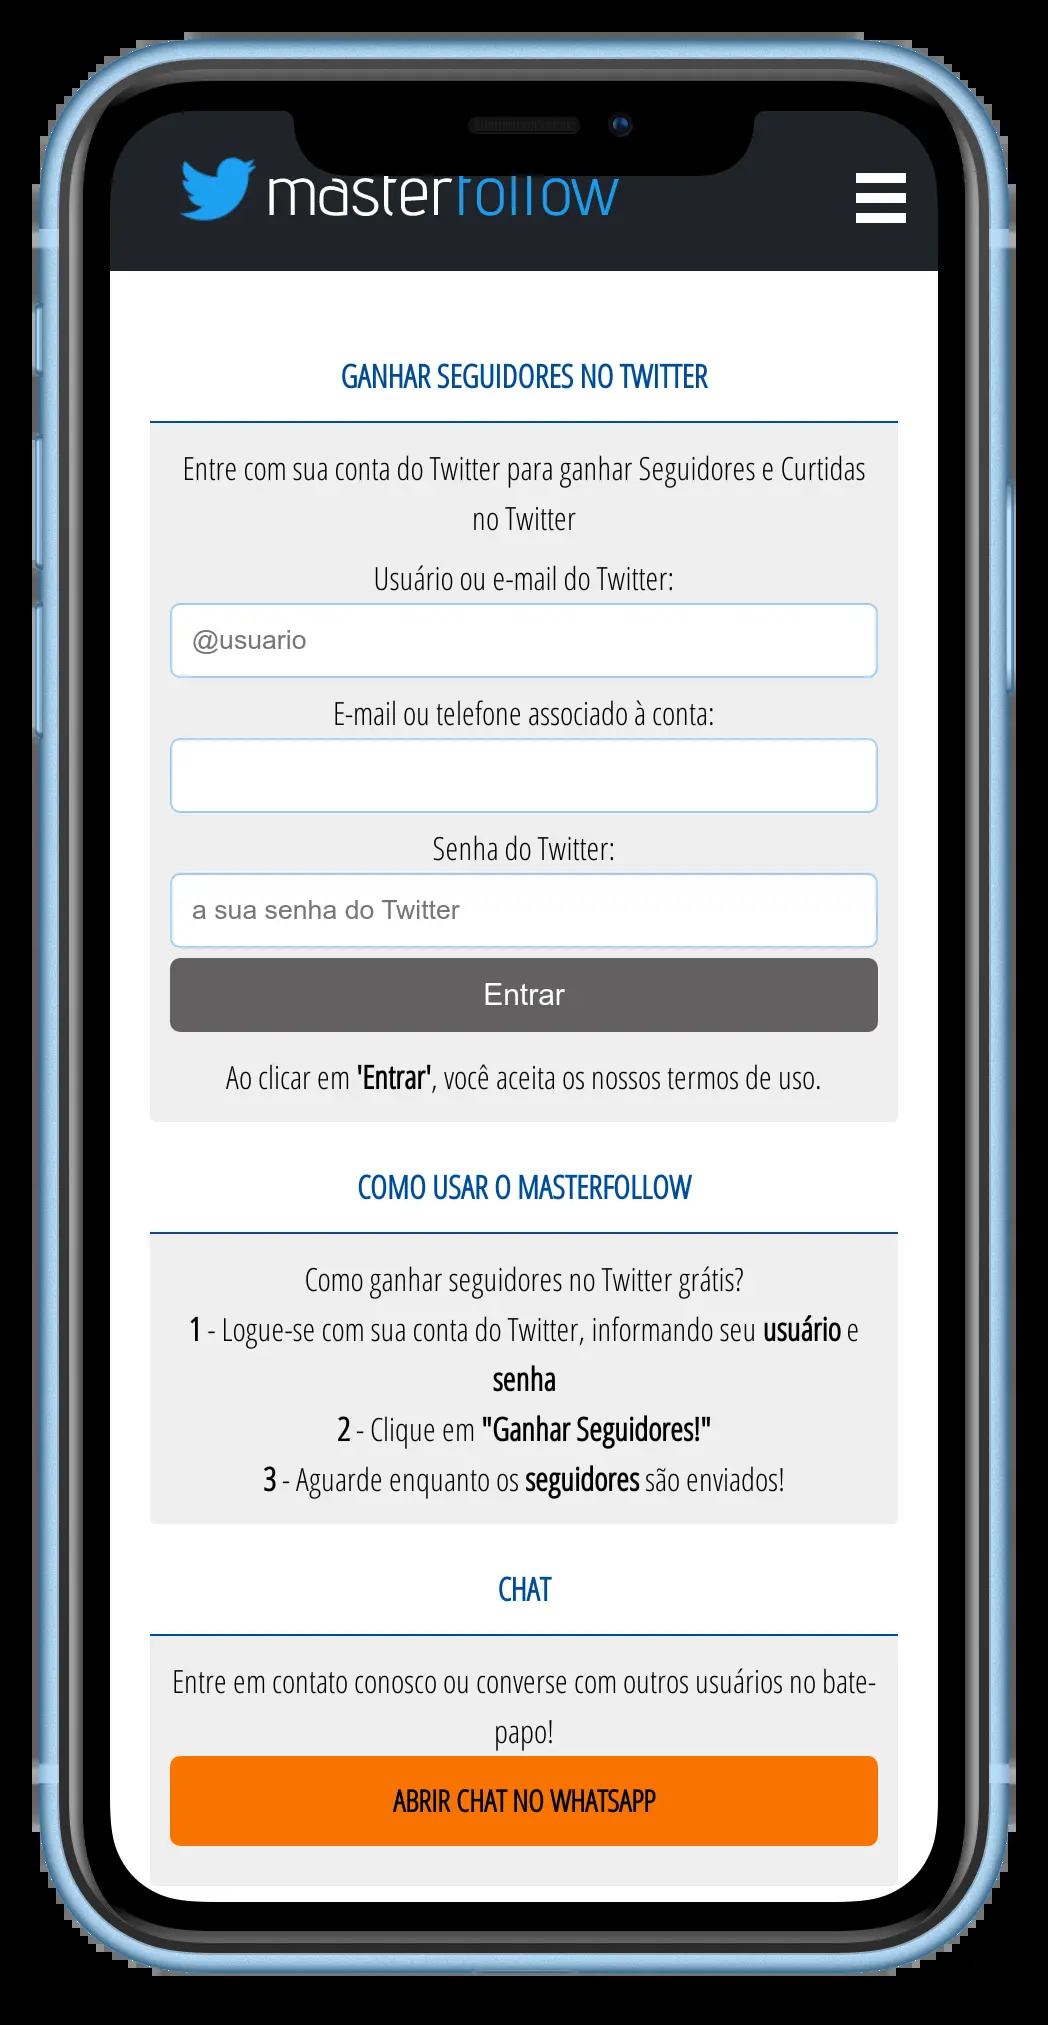 masterfollow
GANHAR SEGUIDORES NO TWITTER
Entre com sua conta do Twitter para ganhar Seguidores e Curtidas
no Twitter
Usuário ou e-mail do Twitter:
@usuario
E-mail ou telefone associado à conta:
Senha do Twitter:
a sua senha do Twitter
Entrar
Ao clicar em 'Entrar', você aceita os nossos termos de uso.
COMO USAR O MASTERFOLLOW
Como ganhar seguidores no Twitter grátis?
1 - Logue-se com sua conta do Twitter, informando seu usuário e
senha
2 - Clique em "Ganhar Seguidores!"
3 - Aguarde enquanto os seguidores são enviados!
CHAT
Entre em contato conosco ou converse com outros usuários no bate-
papo!
ABRIR CHAT NO WHATSAPP